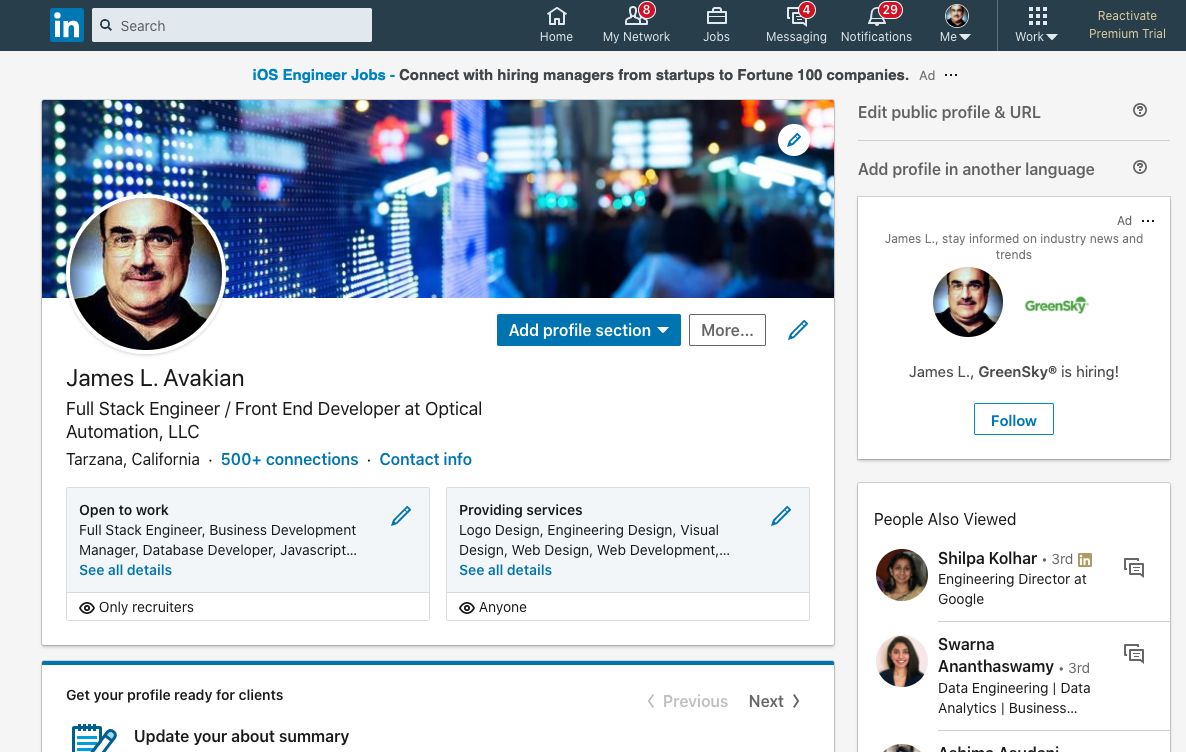 in
Search
Home
My Network
8
Jobs
Messaging
4
Notifications
29
Me
Work
Reactivate
Premium Trial
iOS Engineer Jobs - Connect with hiring managers from startups to Fortune 100 companies. Ad ...
Add profile section
More...
James L. Avakian
Full Stack Engineer / Front End Developer at Optical
Automation, LLC
Tarzana, California · 500+ connections · Contact info
Open to work
Full Stack Engineer, Business Development
Manager, Database Developer, Javascript...
See all details
Only recruiters
Providing services
Logo Design, Engineering Design, Visual
Design, Web Design, Web Development,...
See all details
Anyone
Get your profile ready for clients
Previous
Next
Update your about summary
Edit public profile & URL
Add profile in another language
Ad ...
James L., stay informed on industry news and
trends
GreenSky
James L., GreenSky® is hiring!
Follow
People Also Viewed
Shilpa Kolhar • 3rd in
Engineering Director at
Google
Swarna
Ananthaswamy • 3rd
Data Engineering | Data
Analytics | Business...